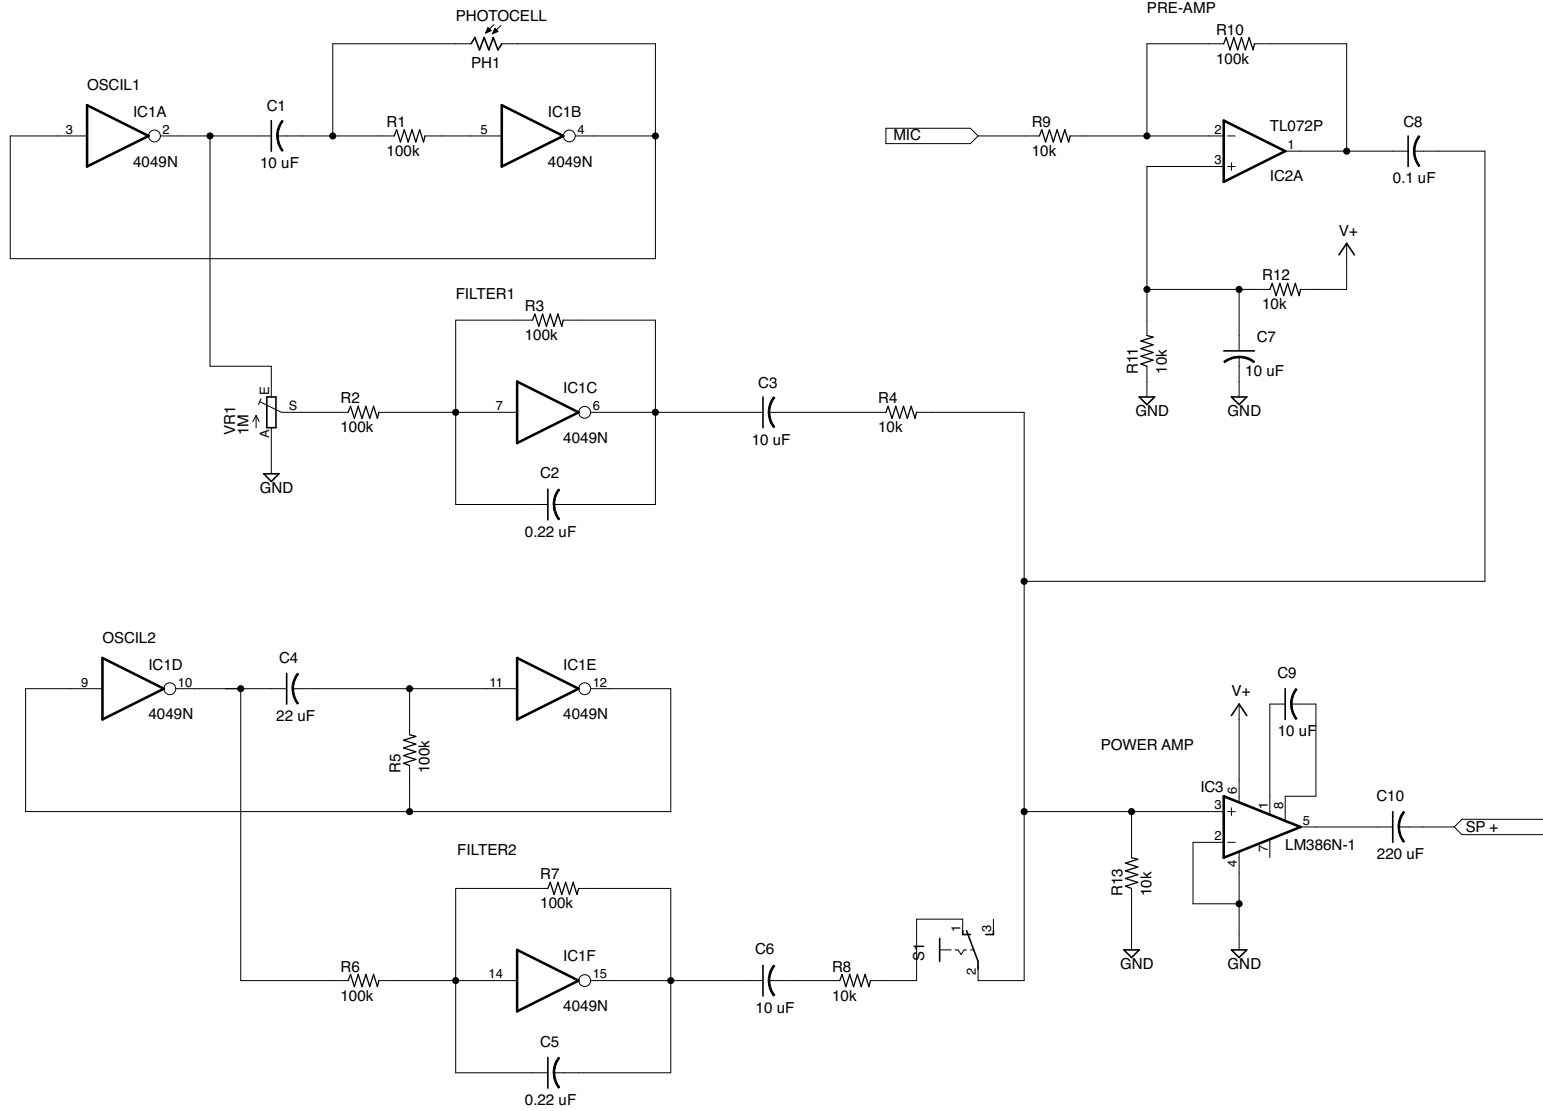 PHOTOCELL
PH1
OSCIL1
IC1A
3
2
4049N
C1
10 uF
R1
100k
IC1B
5
4
4049N
PRE-AMP
R10
100k
MIC
R9
10k
TL072P
2
-
3
+
1
IC2A
C8
0.1 uF
V+
R12
10k
C7
10 uF
R11
10k
GND
GND
FILTER1
R3
100k
VR1
1M
E
S
A
GND
R2
100k
IC1C
7
6
4049N
C2
0.22 uF
C3
10 uF
R4
10k
OSCIL2
IC1D
9
10
4049N
C4
22 uF
R5
100k
IC1E
11
12
4049N
POWER AMP
V+
C9
10 uF
IC3
6
1
8
3
+
2
-
4
7
5
LM386N-1
C10
220 uF
SP +
R13
10k
GND
GND
FILTER2
R7
100k
R6
100k
IC1F
14
15
4049N
C5
0.22 uF
C6
10 uF
R8
10k
S1
1
3
2